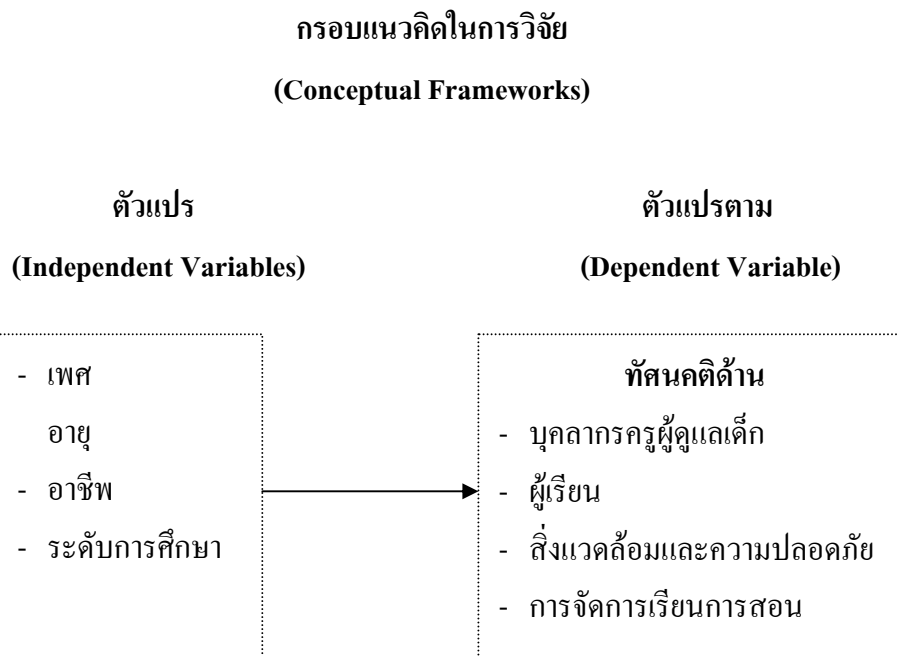 กรอบแนวคิดในการวิจัย
(Conceptual Frameworks)
ตัวแปร
(Independent Variables)
ตัวแปรตาม
(Dependent Variable)
- เพศ
อายุ
- อาชีพ
- ระดับการศึกษา
ทัศนคติด้าน
- บุคลากรครูผู้ดูแลเด็ก
- ผู้เรียน
- สิ่งแวดล้อมและความปลอดภัย
- การจัดการเรียนการสอน